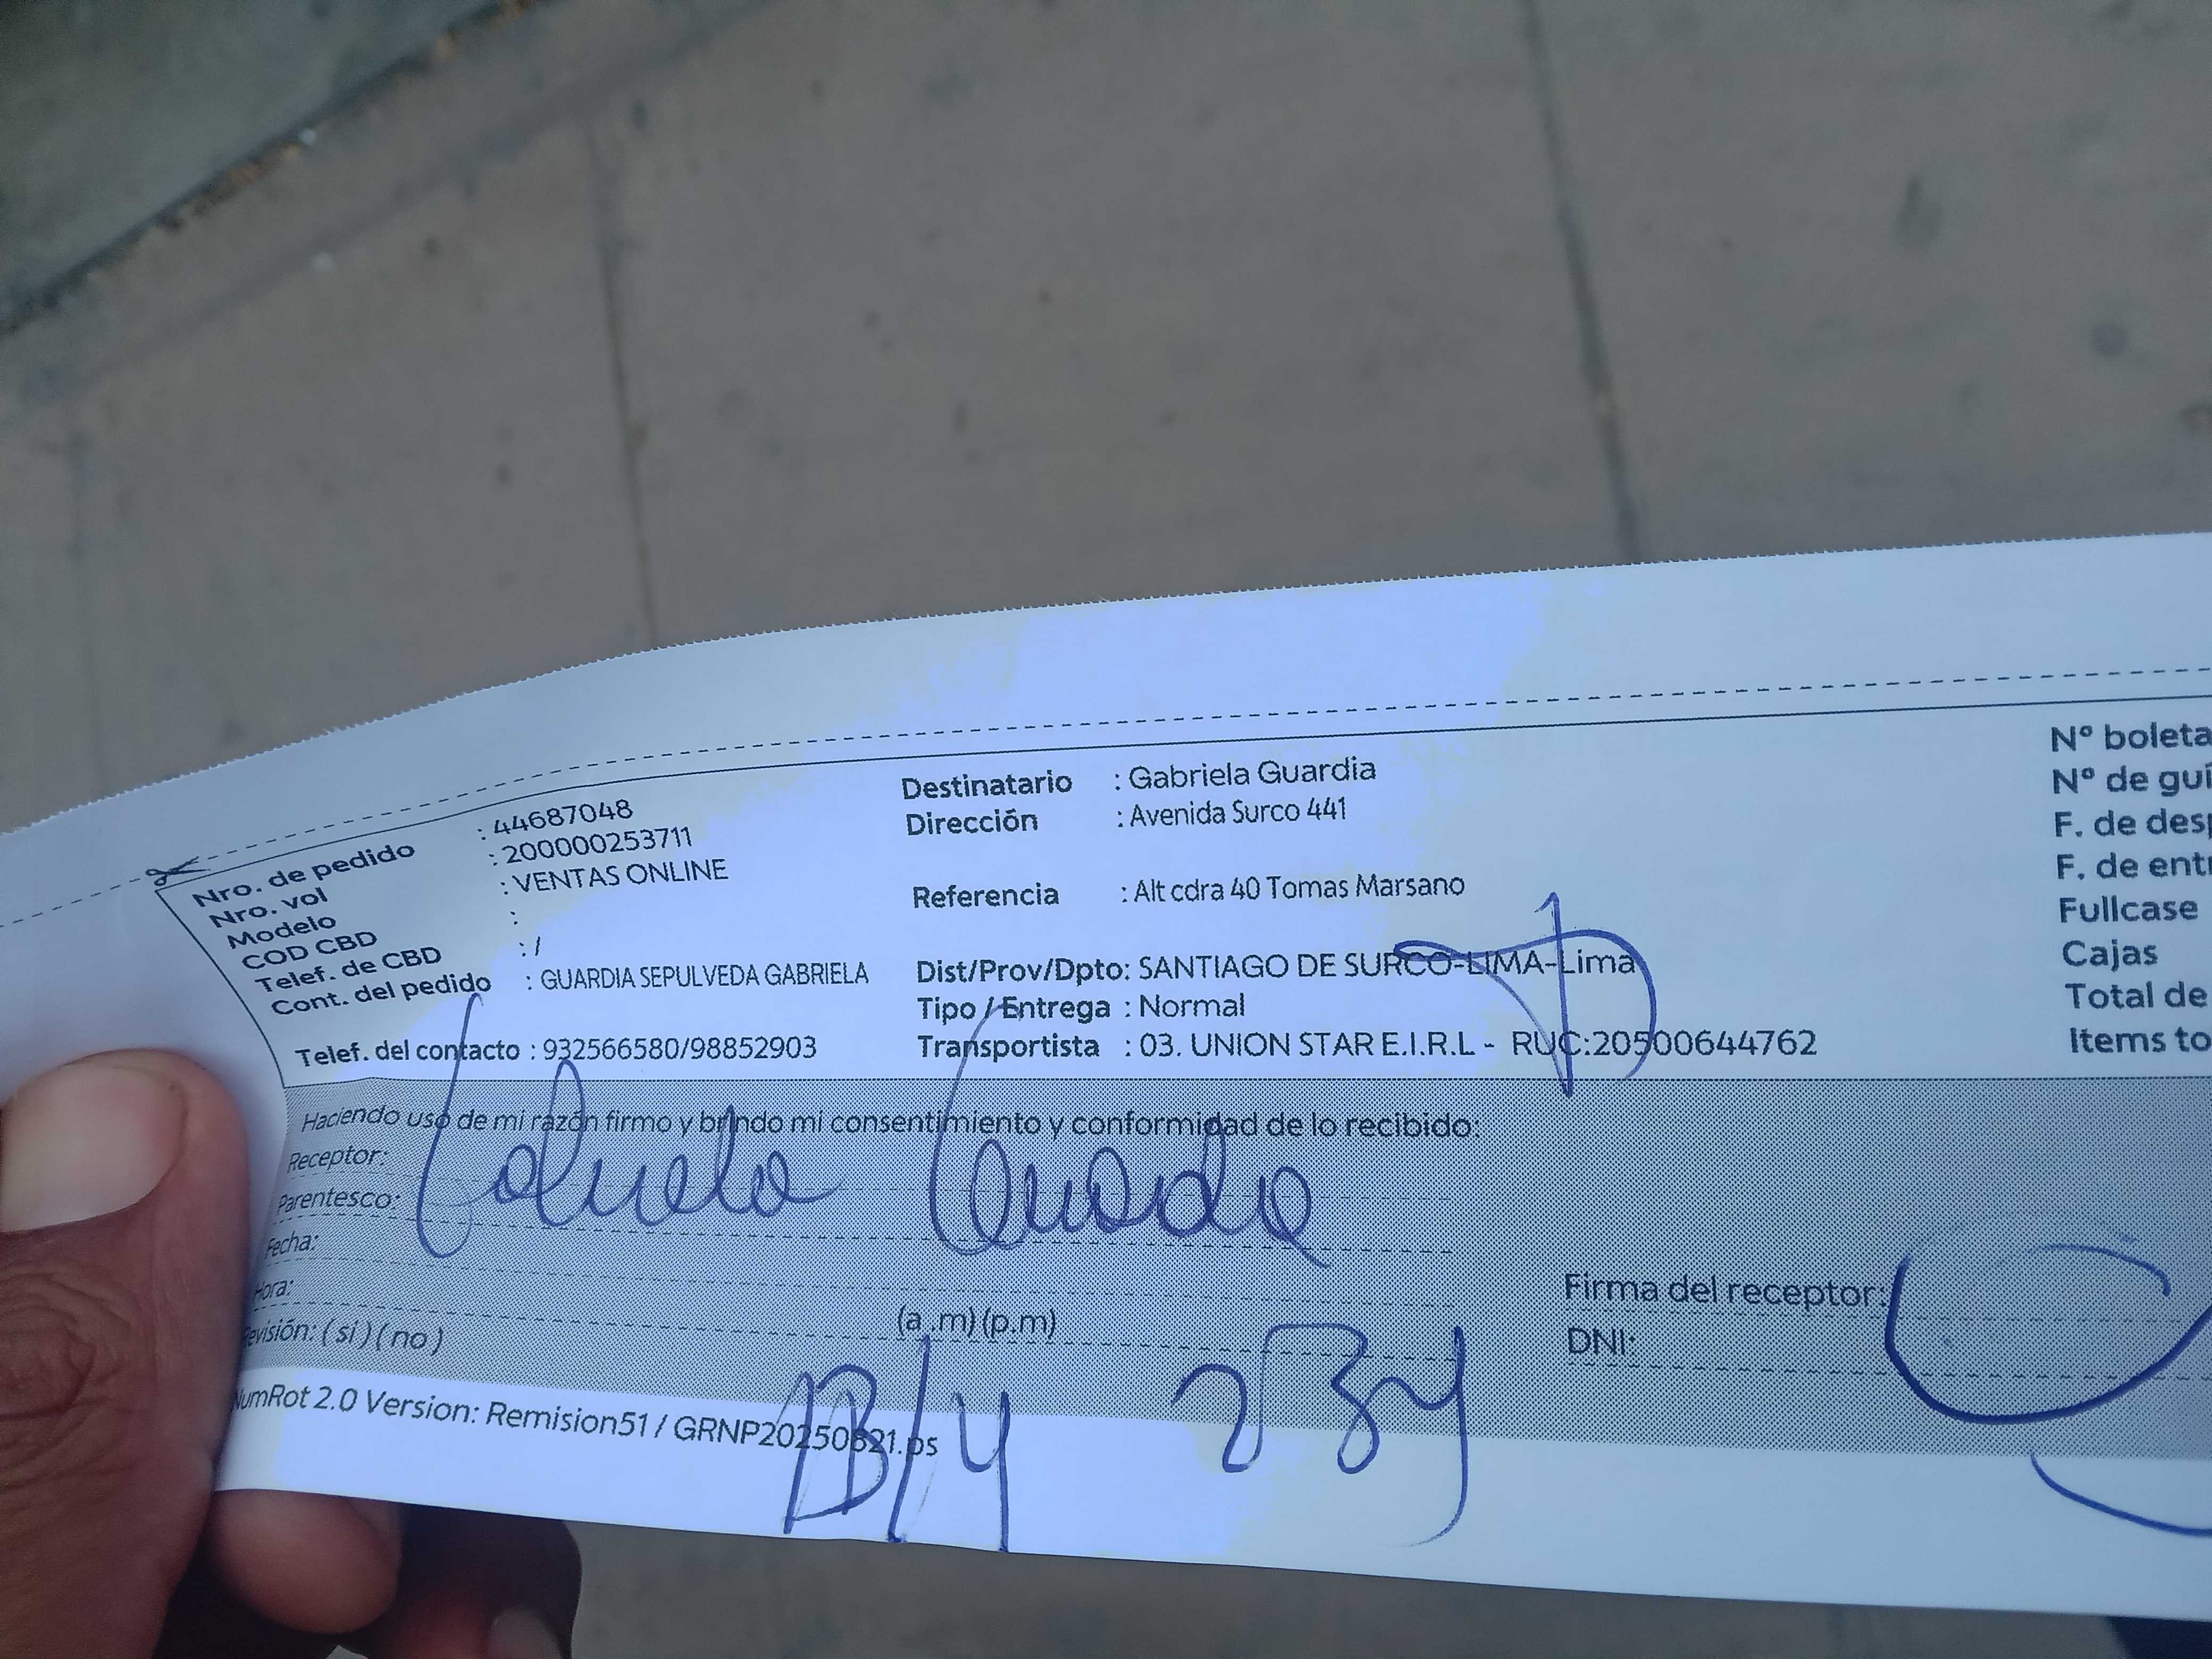 Nro. de pedido : 44687048
Nro. vol : 200000253711
Modelo : VENTAS ONLINE
COD CBD :
Telef. de CBD : /
Cont. del pedido : GUARDIA SEPULVEDA GABRIELA
Telef. del contacto : 932566580/98852903
Destinatario : Gabriela Guardia
Dirección : Avenida Surco 441
Referencia : Alt cdra 40 Tomas Marsano
Dist/Prov/Dpto: SANTIAGO DE SURCO-LIMA-Lima
Tipo / Entrega : Normal
Transportista : 03. UNION STAR E.I.R.L - RUC:20500644762
Nº boleta
Nº de guí
F. de desp
F. de entr
Fullcase
Cajas
Total de
Items to
Haciendo uso de mi razón firmo y brindo mi consentimiento y conformidad de lo recibido:
Receptor:
Parentesco:
Fecha:
Hora: (a .m) (p.m)
evisión: ( si ) ( no )
Firma del receptor:
DNI:
umRot 2.0 Version: Remision51 / GRNP20250821.ps